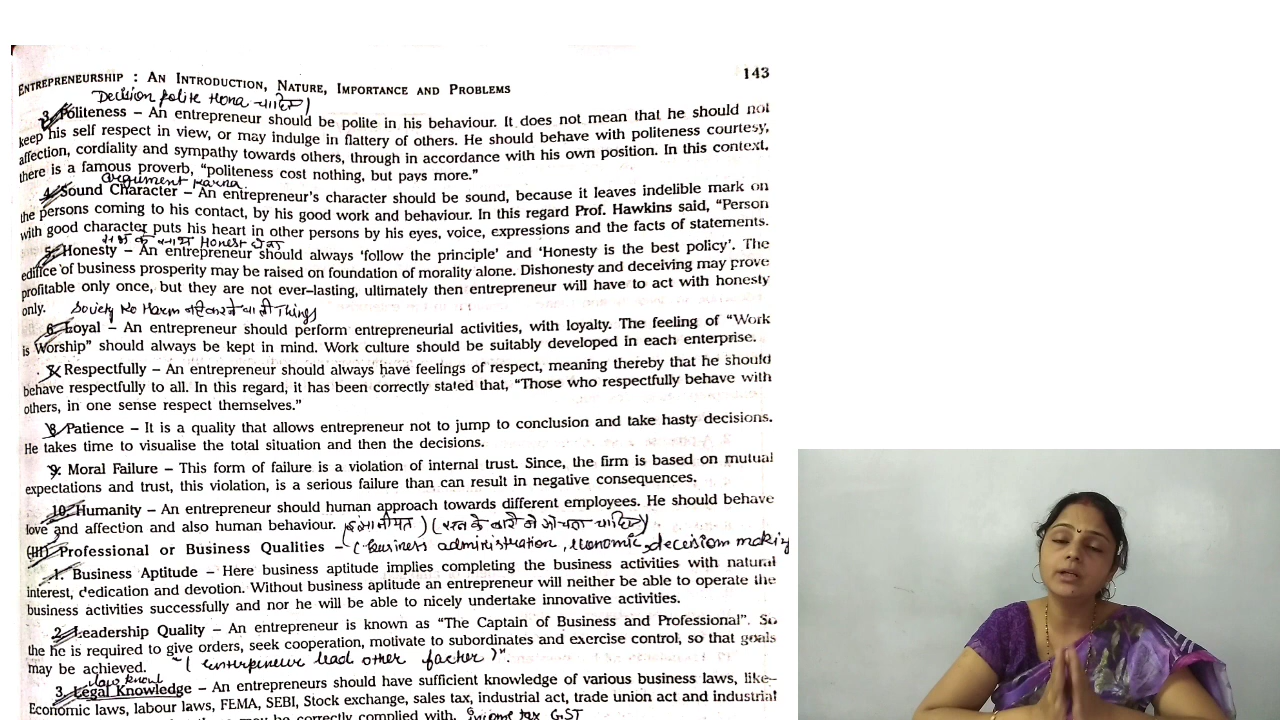 ENTREPRENEURSHIP : AN INTRODUCTION, NATURE, IMPORTANCE AND PROBLEMS 143
Decision polite Hona चाहिए।
3. Politeness – An entrepreneur should be polite in his behaviour. It does not mean that he should not
keep his self respect in view, or may indulge in flattery of others. He should behave with politeness courtesy,
affection, cordiality and sympathy towards others, through in accordance with his own position. In this context,
there is a famous proverb, “politeness cost nothing, but pays more.”
argument karna
4. Sound Character – An entrepreneur's character should be sound, because it leaves indelible mark on
the persons coming to his contact, by his good work and behaviour. In this regard Prof. Hawkins said, “Person
with good character puts his heart in other persons by his eyes, voice, expressions and the facts of statements.
के साथ Honest
5. Honesty – An entrepreneur should always ‘follow the principle’ and ‘Honesty is the best policy’. The
edifice of business prosperity may be raised on foundation of morality alone. Dishonesty and deceiving may prove
profitable only once, but they are not ever-lasting, ultimately then entrepreneur will have to act with honesty
only. Society ko Harm नहि करने वाली Things
6. Loyal – An entrepreneur should perform entrepreneurial activities, with loyalty. The feeling of “Work
is Worship” should always be kept in mind. Work culture should be suitably developed in each enterprise.
Respectfully – An entrepreneur should always have feelings of respect, meaning thereby that he should
behave respectfully to all. In this regard, it has been correctly stated that, “Those who respectfully behave with
others, in one sense respect themselves.”
8. Patience – It is a quality that allows entrepreneur not to jump to conclusion and take hasty decisions.
He takes time to visualise the total situation and then the decisions.
9. Moral Failure – This form of failure is a violation of internal trust. Since, the firm is based on mutual
expectations and trust, this violation, is a serious failure than can result in negative consequences.
10. Humanity – An entrepreneur should human approach towards different employees. He should behave
love and affection and also human behaviour. (इंसानीयत) के बारे में सोचना चाहिए)
(III) Professional or Business Qualities – (business administration, economic, decision making
1. Business Aptitude – Here business aptitude implies completing the business activities with natural
interest, dedication and devotion. Without business aptitude an entrepreneur will neither be able to operate the
business activities successfully and nor he will be able to nicely undertake innovative activities.
2. Leadership Quality – An entrepreneur is known as “The Captain of Business and Professional”. So
the he is required to give orders, seek cooperation, motivate to subordinates and exercise control, so that goals
may be achieved. “(enterpeneur lead other factor)”.
law know
3. Legal Knowledge – An entrepreneurs should have sufficient knowledge of various business laws, like–
Economic laws, labour laws, FEMA, SEBI, Stock exchange, sales tax, industrial act, trade union act and industrial
be correctly complied with. Income tax GST